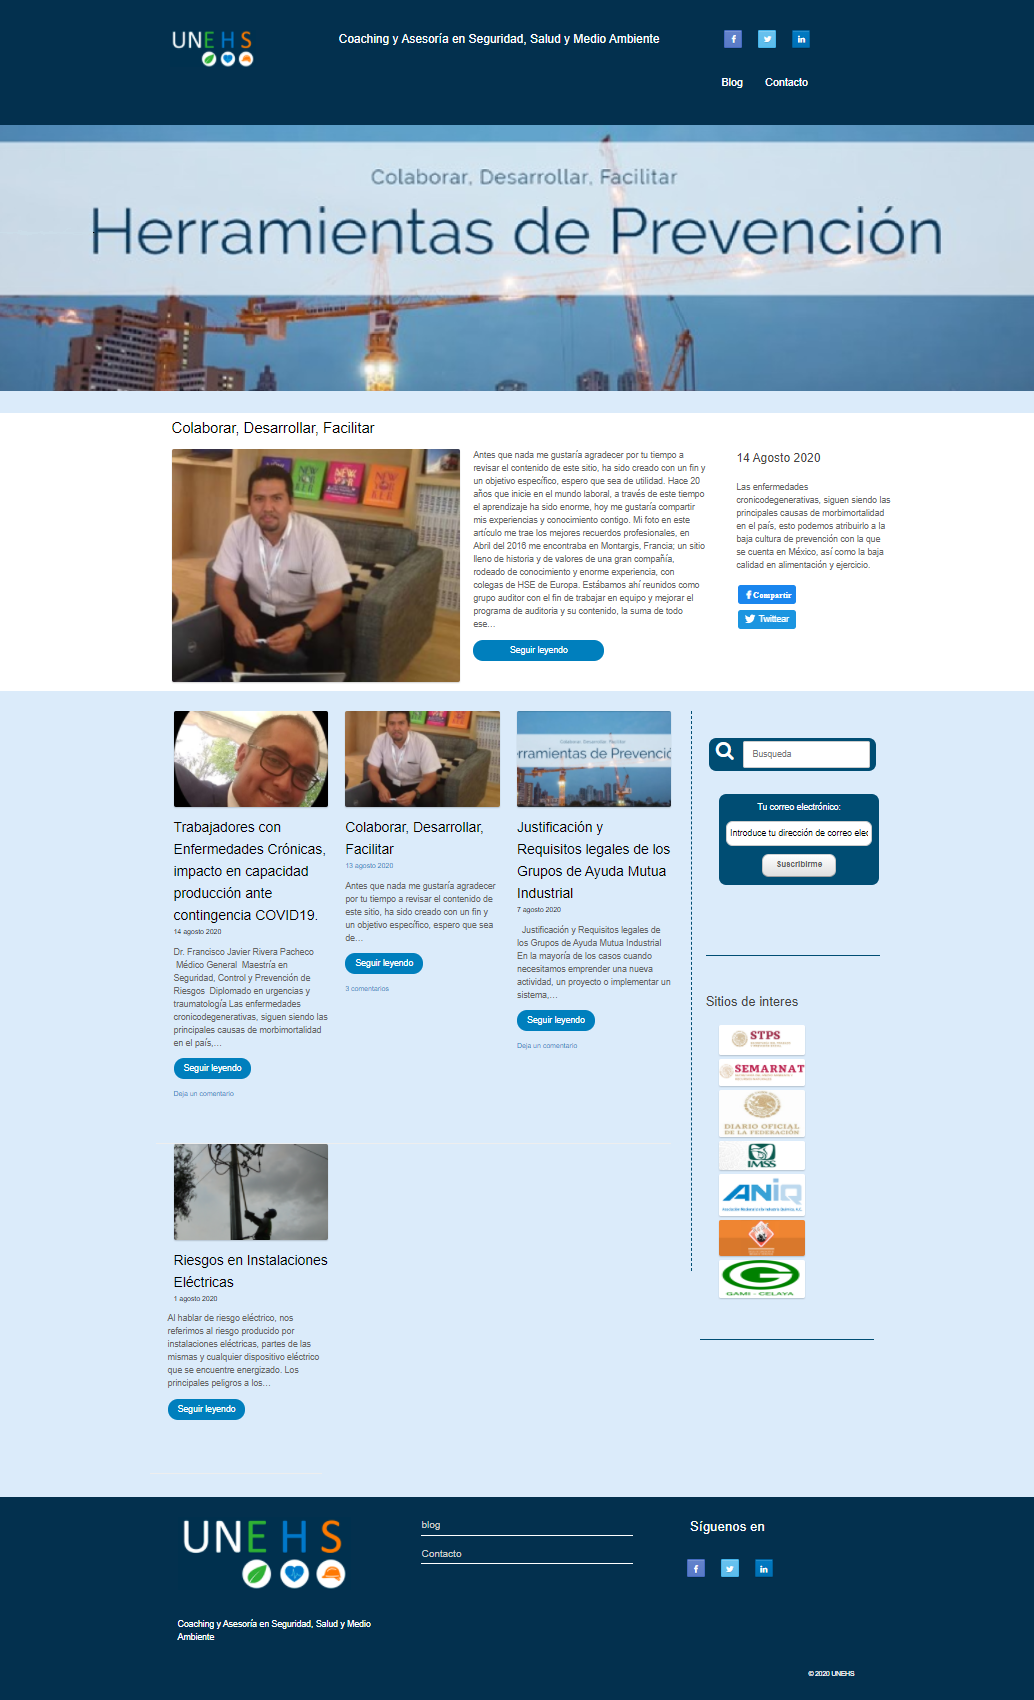 UNEHS
Coaching y Asesoría en Seguridad, Salud y Medio Ambiente
Blog
Contacto
Colaborar, Desarrollar, Facilitar
Herramientas de Prevención
Colaborar, Desarrollar, Facilitar
Antes que nada me gustaría agradecer por tu tiempo a
revisar el contenido de este sitio, ha sido creado con un fin y
un objetivo específico, espero que sea de utilidad. Hace 20
años que inicie en el mundo laboral, a través de este tiempo
el aprendizaje ha sido enorme, hoy me gustaría compartir
mis experiencias y conocimiento contigo. Mi foto en este
artículo me trae los mejores recuerdos profesionales, en
Abril del 2016 me encontraba en Montargis, Francia; un sitio
lleno de historia y de valores de una gran compañía,
rodeado de conocimiento y enorme experiencia, con
colegas de HSE de Europa. Estábamos ahí reunidos como
grupo auditor con el fin de trabajar en equipo y mejorar el
programa de auditoria y su contenido, la suma de todo
ese…
Seguir leyendo
14 Agosto 2020
Las enfermedades
cronicodegenerativas, siguen siendo las
principales causas de morbimortalidad
en el país, esto podemos atribuirlo a la
baja cultura de prevención con la que
se cuenta en México, así como la baja
calidad en alimentación y ejercicio.
Compartir
Twittear
Trabajadores con
Enfermedades Crónicas,
impacto en capacidad
producción ante
contingencia COVID19.
14 agosto 2020
Dr. Francisco Javier Rivera Pacheco
Médico General  Maestría en
Seguridad, Control y Prevención de
Riesgos  Diplomado en urgencias y
traumatología Las enfermedades
cronicodegenerativas, siguen siendo las
principales causas de morbimortalidad
en el país,…
Seguir leyendo
Deja un comentario
Colaborar, Desarrollar,
Facilitar
13 agosto 2020
Antes que nada me gustaría agradecer
por tu tiempo a revisar el contenido de
este sitio, ha sido creado con un fin y
un objetivo específico, espero que sea
de…
Seguir leyendo
3 comentarios
Colaborar, Desarrollar, Facilitar
rramientas de Prevenció
Justificación y
Requisitos legales de los
Grupos de Ayuda Mutua
Industrial
7 agosto 2020
Justificación y Requisitos legales de
los Grupos de Ayuda Mutua Industrial
En la mayoría de los casos cuando
necesitamos emprender una nueva
actividad, un proyecto o implementar un
sistema,…
Seguir leyendo
Deja un comentario
Busqueda
Tu correo electrónico:
Introduce tu dirección de correo elec
Suscribirme
Sitios de interes
STPS
SEMARNAT
DIARIO OFICIAL
DE LA FEDERACIÓN
IMSS
ANIQ
GAMI - CELAYA
Riesgos en Instalaciones
Eléctricas
1 agosto 2020
Al hablar de riesgo eléctrico, nos
referimos al riesgo producido por
instalaciones eléctricas, partes de las
mismas y cualquier dispositivo eléctrico
que se encuentre energizado. Los
principales peligros a los…
Seguir leyendo
UNEHS
Coaching y Asesoría en Seguridad, Salud y Medio
Ambiente
blog
Contacto
Síguenos en
© 2020 UNEHS